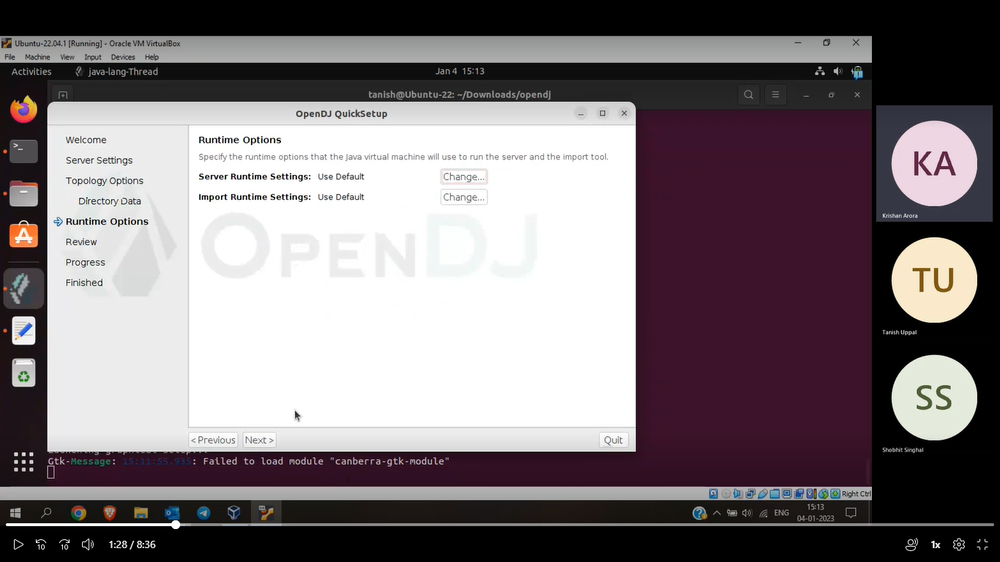 Ubuntu-22.04.1 [Running] - Oracle VM VirtualBox
File Machine View Input Devices Help
Activities java-lang-Thread Jan 4 15:13
tanish@Ubuntu-22: ~/Downloads/opendj
OpenDJ QuickSetup
Welcome
Server Settings
Topology Options
Directory Data
Runtime Options
Review
Progress
Finished
Runtime Options
Specify the runtime options that the Java virtual machine will use to run the server and the import tool.
Server Runtime Settings: Use Default Change...
Import Runtime Settings: Use Default Change...
OPENDJ
< Previous Next > Quit
Launching graphical setup...
Gtk-Message: 15:11:55.935: Failed to load module "canberra-gtk-module"
Right Ctrl
ENG
15:13
04-01-2023
KA
Krishan Arora
TU
Tanish Uppal
SS
Shobhit Singhal
10 10 1:28 / 8:36 1x